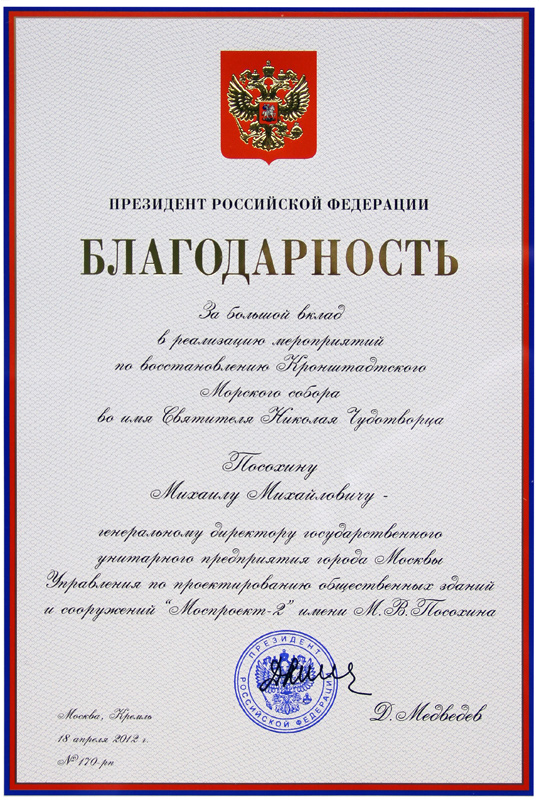 ПРЕЗИДЕНТ РОССИЙСКОЙ ФЕДЕРАЦИИ
БЛАГОДАРНОСТЬ
За большой вклад
в реализацию мероприятий
по восстановлению Кронштадтского
Морского собора
во имя Святителя Николая Чудотворца
Посохину
Михаилу Михайловичу -
генеральному директору государственного
унитарного предприятия города Москвы
Управления по проектированию общественных зданий
и сооружений "Моспроект-2" имени М.В.Посохина
ПРЕЗИДЕНТ
РОССИЙСКОЙ ФЕДЕРАЦИИ
Д.Медведев
Москва, Кремль
18 апреля 2012 г.
№ 170-рп